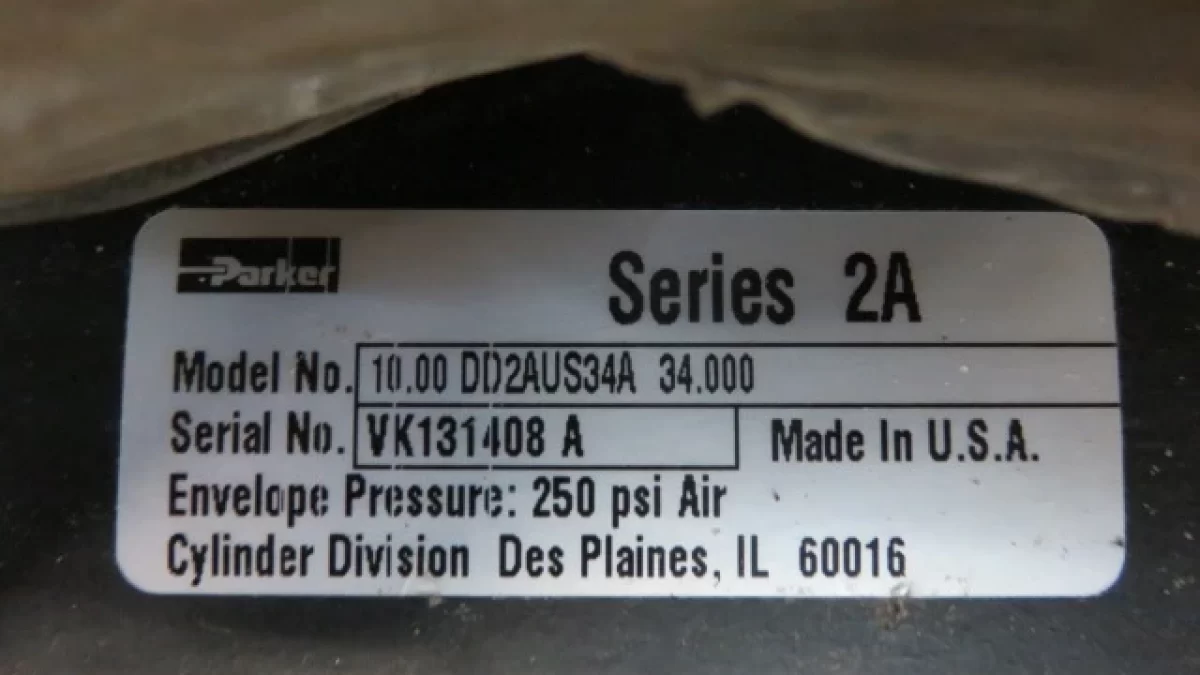 Parker
Series 2A
Model No. 10.00 DD2AUS34A 34.000
Serial No. VK131408 A
Made In U.S.A.
Envelope Pressure: 250 psi Air
Cylinder Division Des Plaines, IL 60016